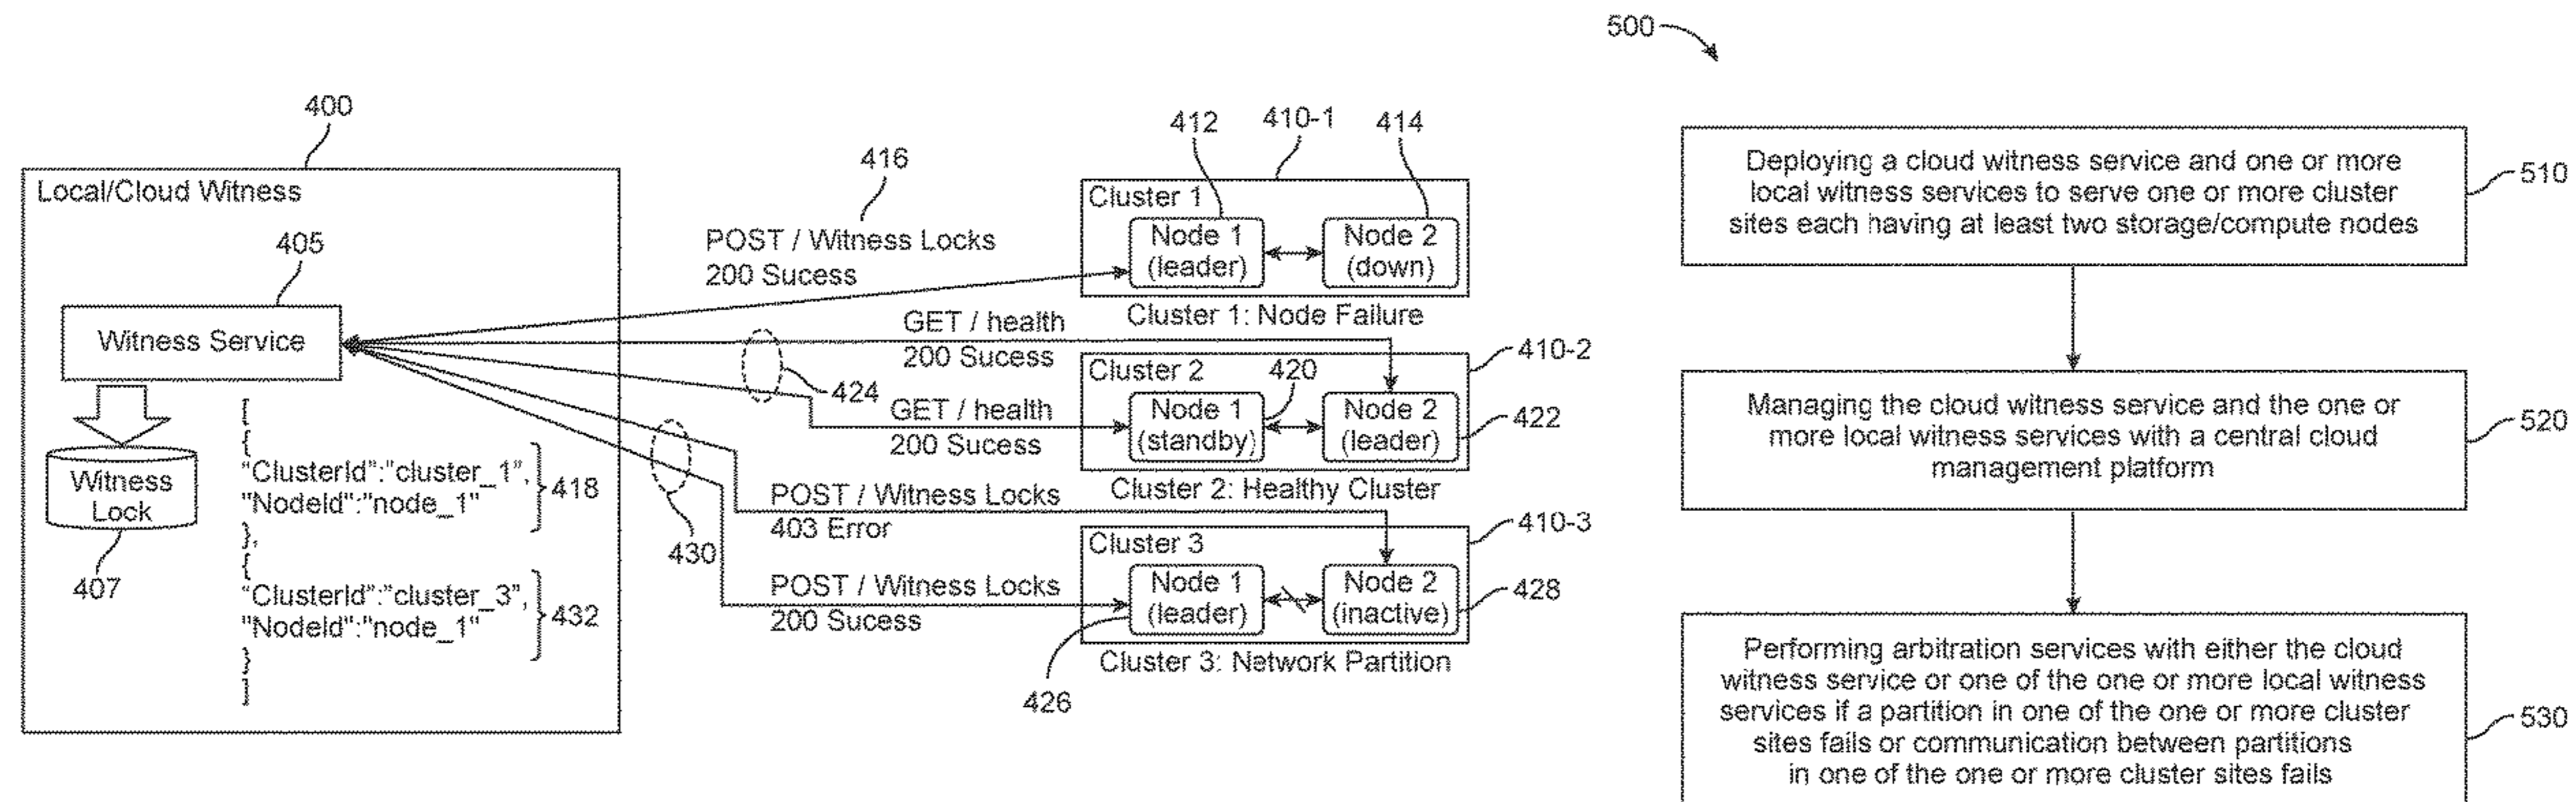 500
400
Local/Cloud Witness
405
Witness Service
Witness
Lock
407
[
{
"ClusterId":"cluster_1",
"NodeId":"node_1"
},
{
"ClusterId":"cluster_3",
"NodeId":"node_1"
}
]
418
432
416
POST / Witness Locks
200 Sucess
GET / health
200 Sucess
424
GET / health
200 Sucess
430
POST / Witness Locks
403 Error
POST / Witness Locks
200 Sucess
412
410-1
414
Cluster 1
Node 1
(leader)
Node 2
(down)
Cluster 1: Node Failure
410-2
Cluster 2
420
Node 1
(standby)
Node 2
(leader)
422
Cluster 2: Healthy Cluster
410-3
Cluster 3
Node 1
(leader)
Node 2
(inactive)
428
Cluster 3: Network Partition
426
Deploying a cloud witness service and one or more
local witness services to serve one or more cluster
sites each having at least two storage/compute nodes
510
Managing the cloud witness service and the one or
more local witness services with a central cloud
management platform
520
Performing arbitration services with either the cloud
witness service or one of the one or more local witness
services if a partition in one of the one or more cluster
sites fails or communication between partitions
in one of the one or more cluster sites fails
530